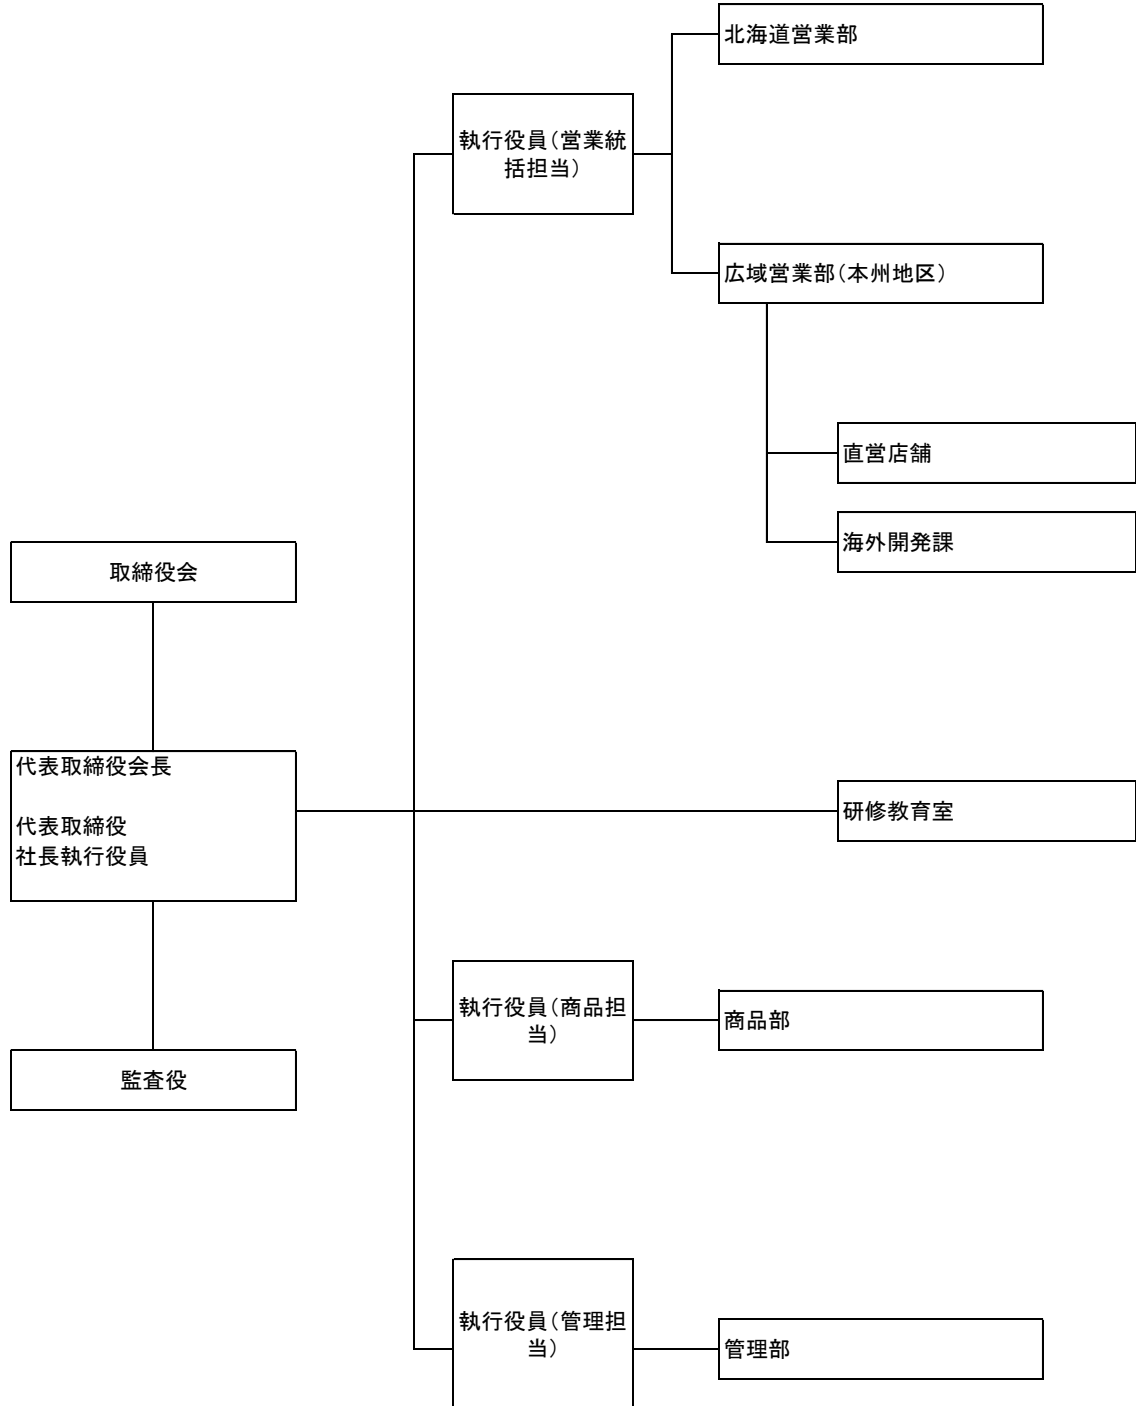 北海道営業部
執行役員（営業統
括担当）
広域営業部（本州地区）
直営店舗
海外開発課
取締役会
代表取締役会長
代表取締役
社長執行役員
研修教育室
執行役員（商品担
当）
商品部
監査役
執行役員（管理担
当）
管理部